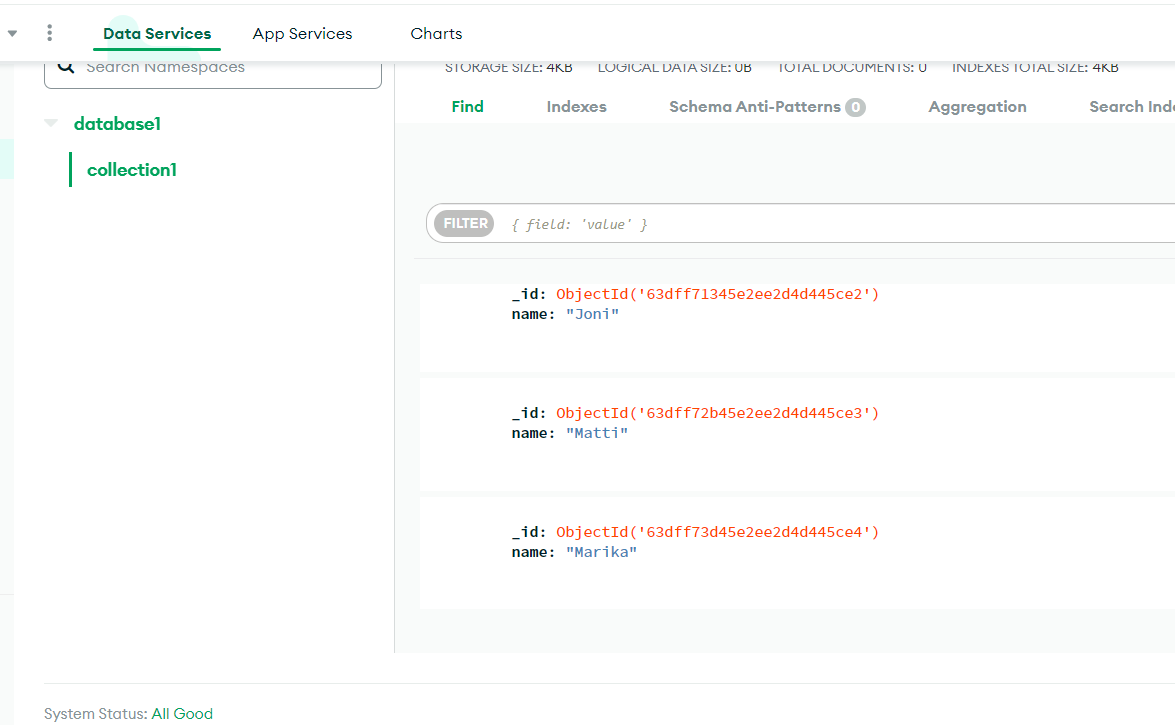 Data Services
App Services
Charts
Search Namespaces
STORAGE SIZE: 4KB LOGICAL DATA SIZE: 0B TOTAL DOCUMENTS: 0 INDEXES TOTAL SIZE: 4KB
database1
collection1
Find
Indexes
Schema Anti-Patterns 0
Aggregation
Search Inde
FILTER { field: 'value' }
_id: ObjectId('63dff71345e2ee2d4d445ce2')
name: "Joni"
_id: ObjectId('63dff72b45e2ee2d4d445ce3')
name: "Matti"
_id: ObjectId('63dff73d45e2ee2d4d445ce4')
name: "Marika"
System Status: All Good